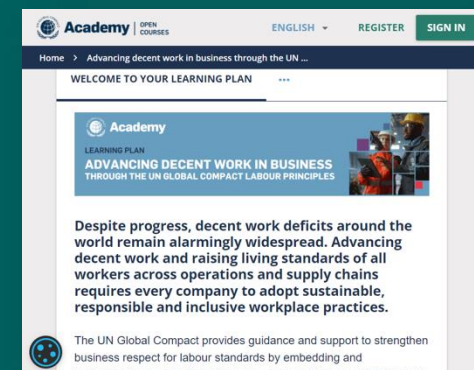 Academy | OPEN COURSES ENGLISH REGISTER SIGN IN
Home > Advancing decent work in business through the UN ...
WELCOME TO YOUR LEARNING PLAN ...
Academy
LEARNING PLAN
ADVANCING DECENT WORK IN BUSINESS
THROUGH THE UN GLOBAL COMPACT LABOUR PRINCIPLES
Despite progress, decent work deficits around the
world remain alarmingly widespread. Advancing
decent work and raising living standards of all
workers across operations and supply chains
requires every company to adopt sustainable,
responsible and inclusive workplace practices.
The UN Global Compact provides guidance and support to strengthen
business respect for labour standards by embedding and